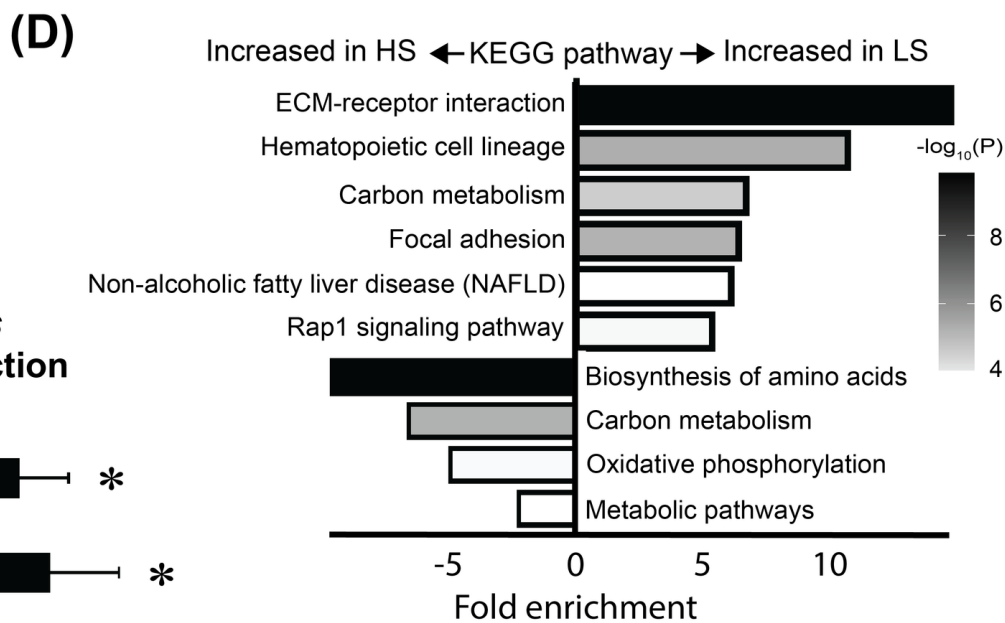 (D)
Increased in HS ←KEGG pathway→ Increased in LS
ECM-receptor interaction
Hematopoietic cell lineage
-log10(P)
Carbon metabolism
Focal adhesion
8
Non-alcoholic fatty liver disease (NAFLD)
6
Rap1 signaling pathway
4
ction
Biosynthesis of amino acids
Carbon metabolism
Oxidative phosphorylation
*
Metabolic pathways
*
-5 0 5 10
Fold enrichment